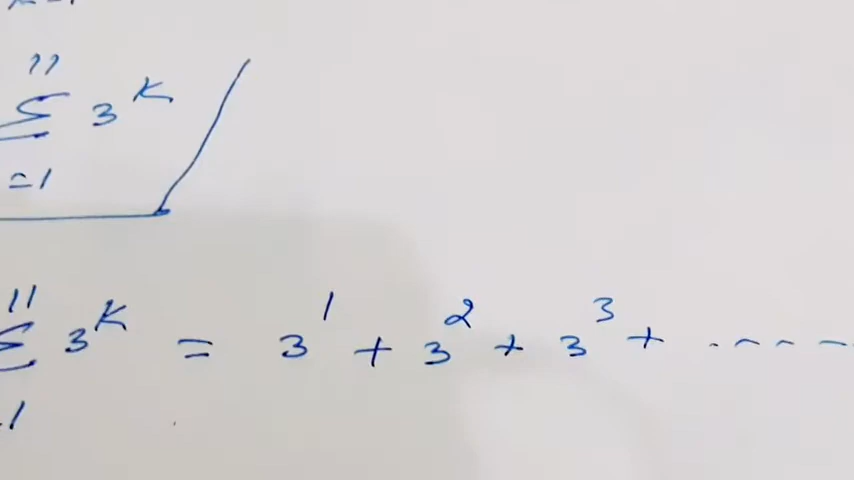 11
Σ 3^K
=1
11
Σ 3^K = 3^1 + 3^2 + 3^3 + -----
1